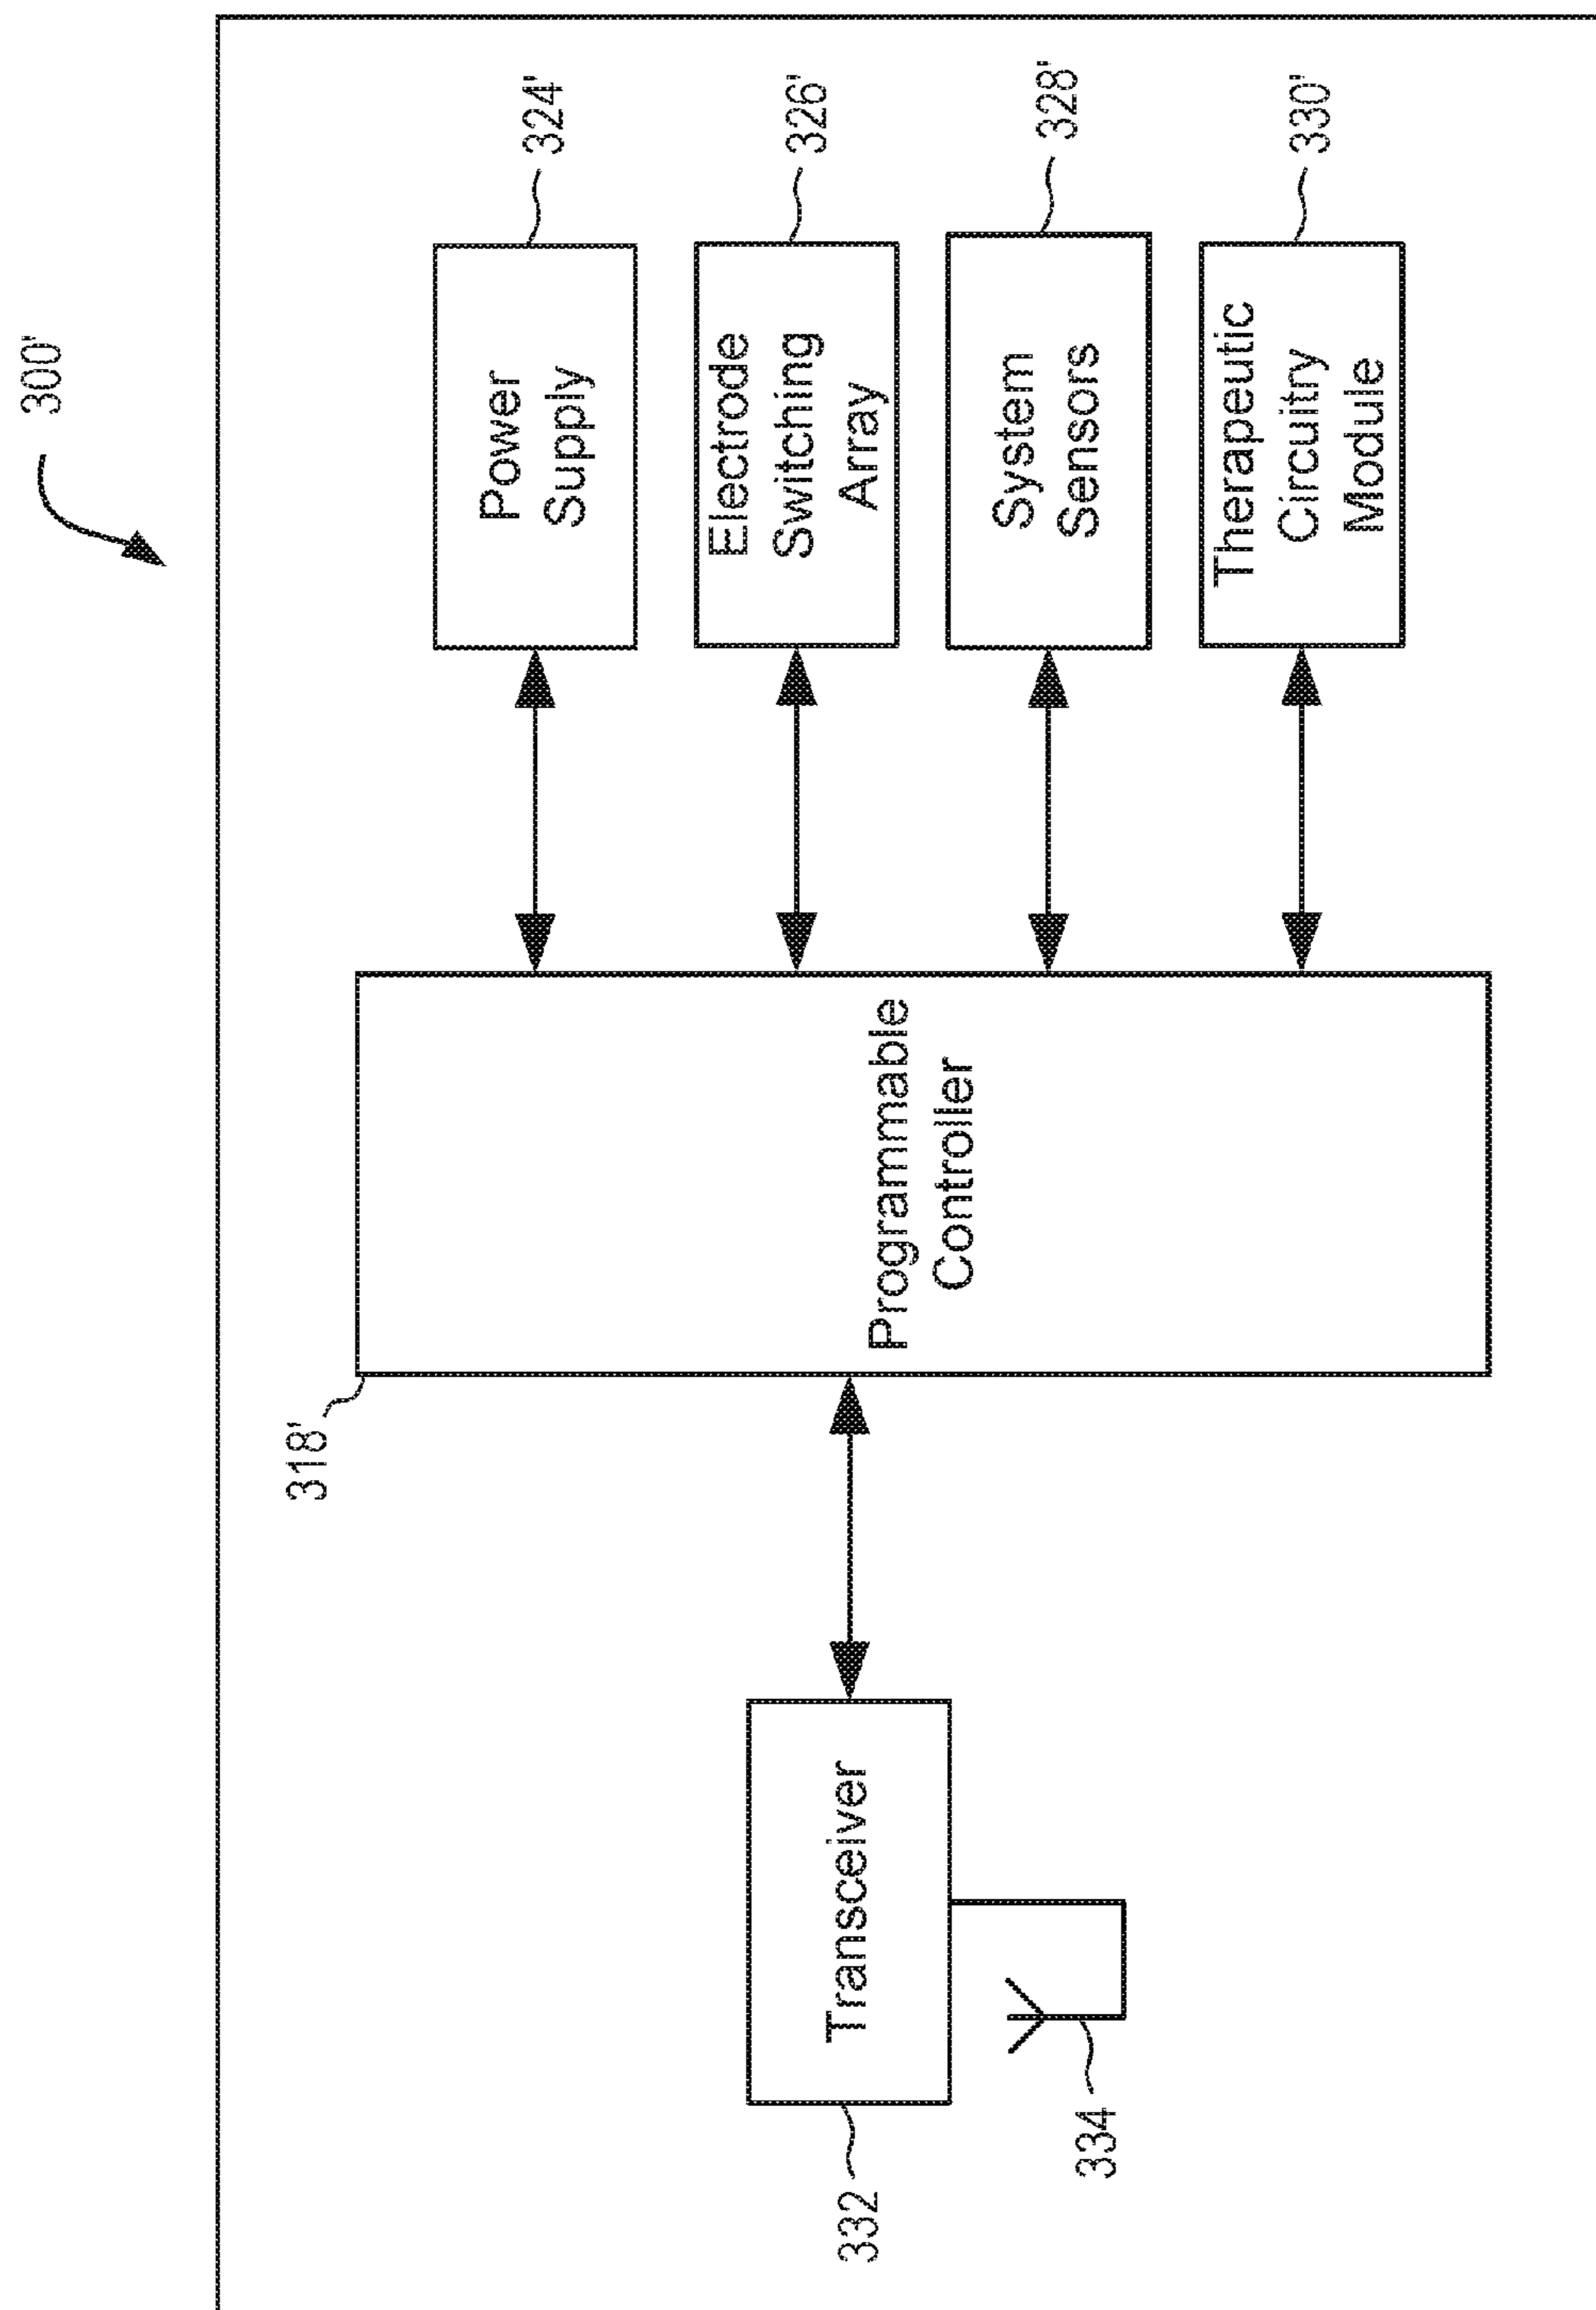 300'
324'
Power
Supply
326'
Electrode
Switching
Array
328'
System
Sensors
330'
Therapeutic
Circuitry
Module
318'
Programmable
Controller
Transceiver
332
334